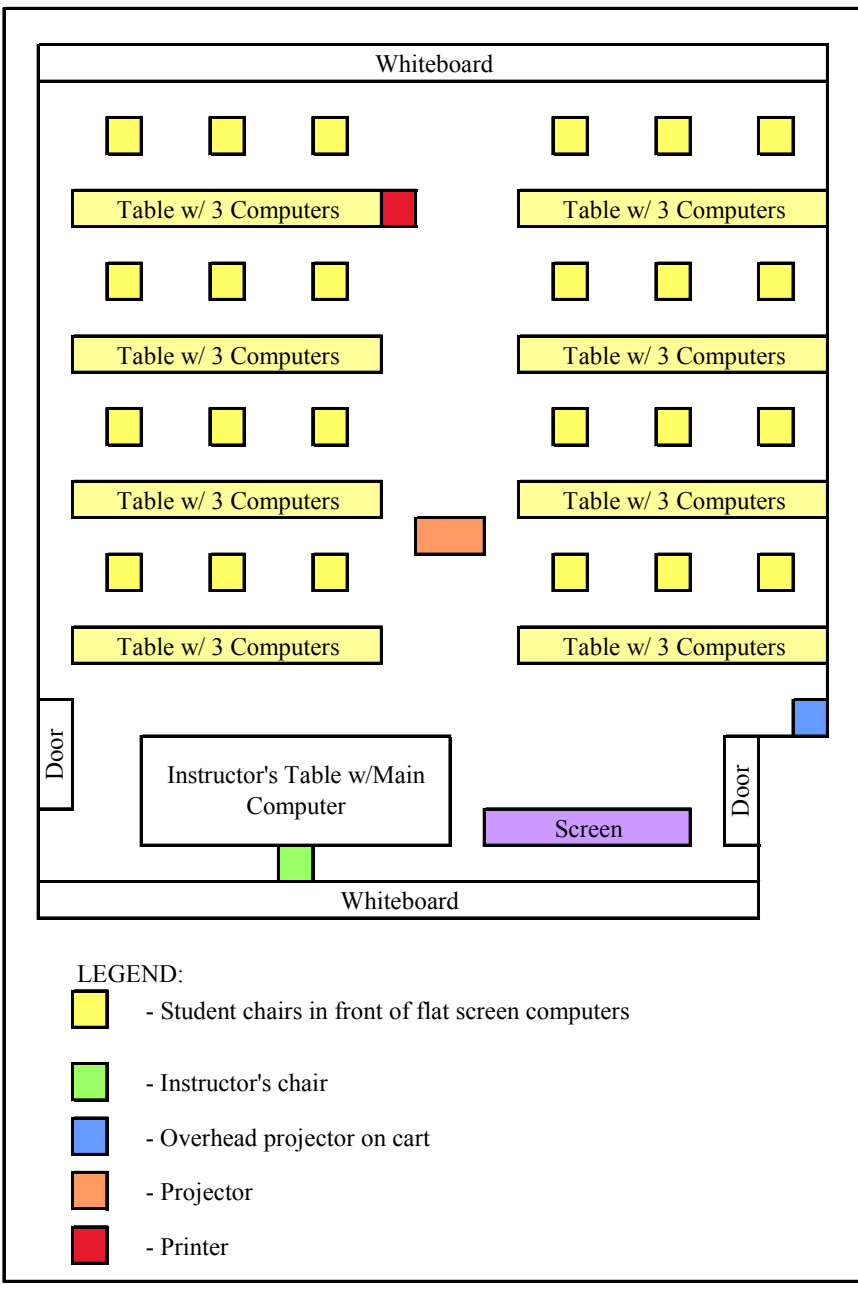 Whiteboard
Table w/ 3 Computers
Table w/ 3 Computers
Table w/ 3 Computers
Table w/ 3 Computers
Table w/ 3 Computers
Table w/ 3 Computers
Table w/ 3 Computers
Table w/ 3 Computers
Door
Instructor's Table w/Main
Computer
Screen
Door
Whiteboard
LEGEND:
- Student chairs in front of flat screen computers
- Instructor's chair
- Overhead projector on cart
- Projector
- Printer